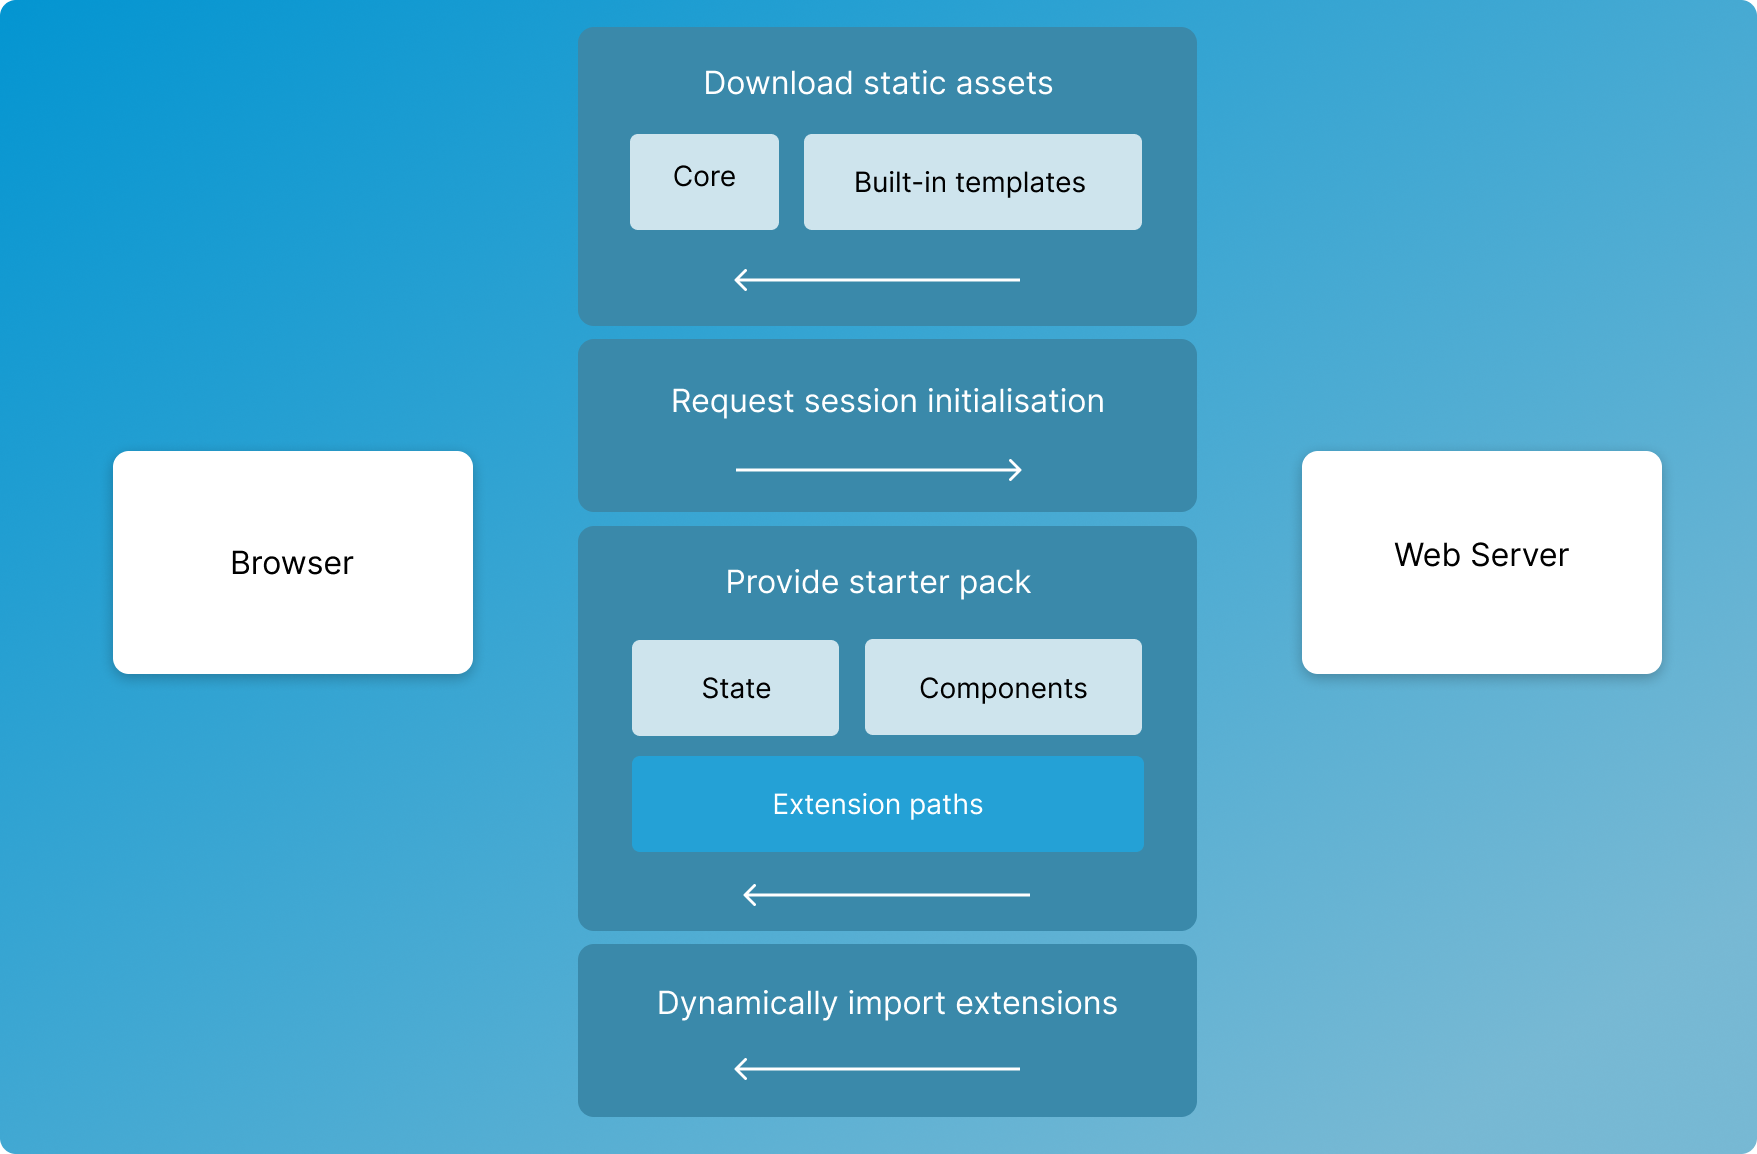 Download static assets
Core
Built-in templates
Request session initialisation
Browser
Web Server
Provide starter pack
State
Components
Extension paths
Dynamically import extensions